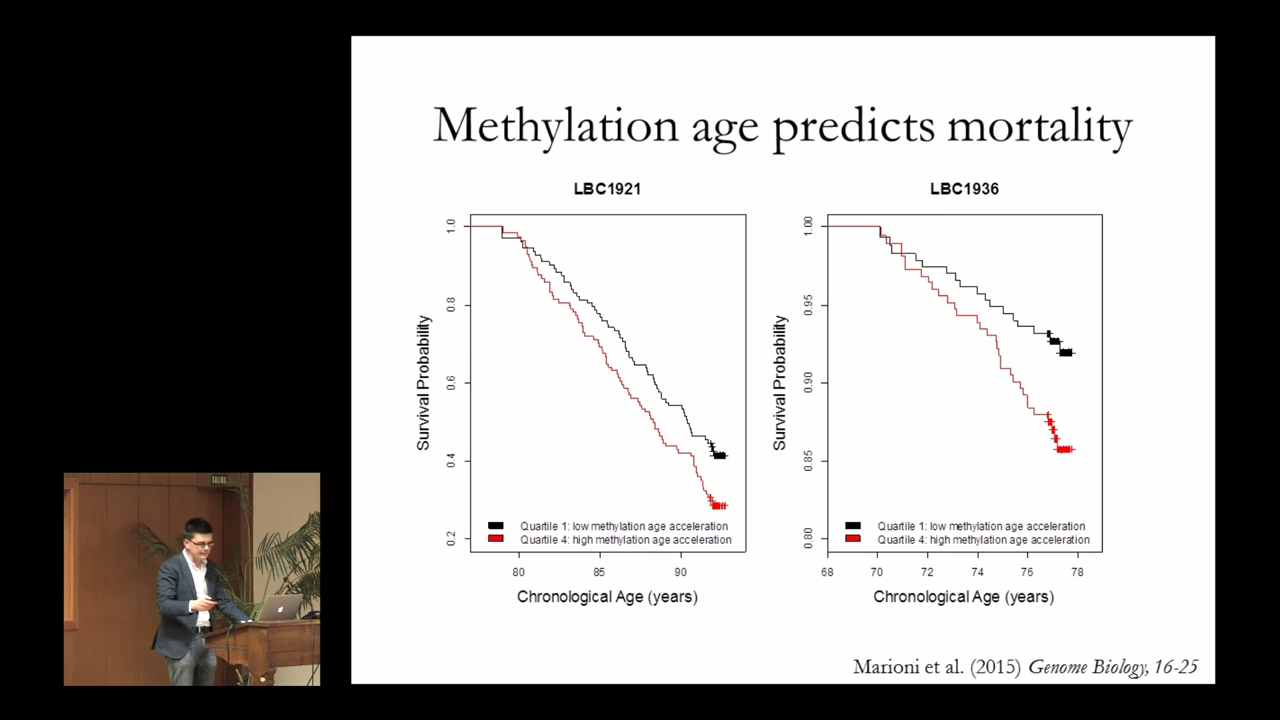 Methylation age predicts mortality
LBC1921
Survival Probability
1.0
0.8
0.6
0.4
0.2
80 85 90
Chronological Age (years)
Quartile 1: low methylation age acceleration
Quartile 4: high methylation age acceleration
LBC1936
Survival Probability
1.00
0.95
0.90
0.85
0.80
68 70 72 74 76 78
Chronological Age (years)
Quartile 1: low methylation age acceleration
Quartile 4: high methylation age acceleration
Marioni et al. (2015) Genome Biology, 16-25
SALIDA